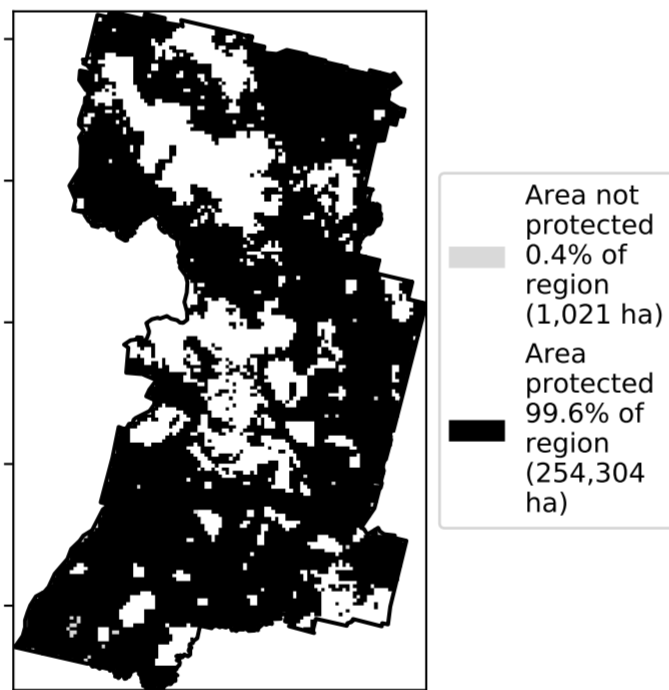 Area not
protected
0.4% of
region
(1,021 ha)
Area
protected
99.6% of
region
(254,304
ha)